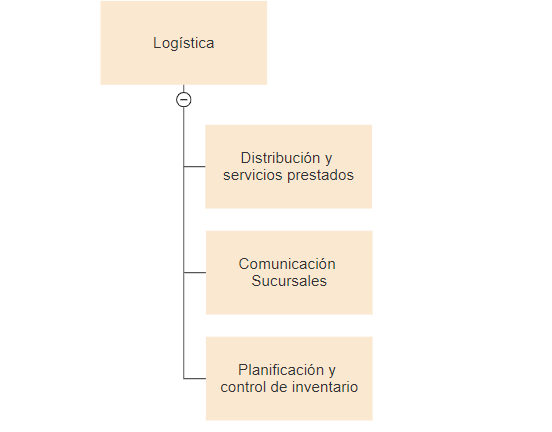 Logística
Distribución y
servicios prestados
Comunicación
Sucursales
Planificación y
control de inventario